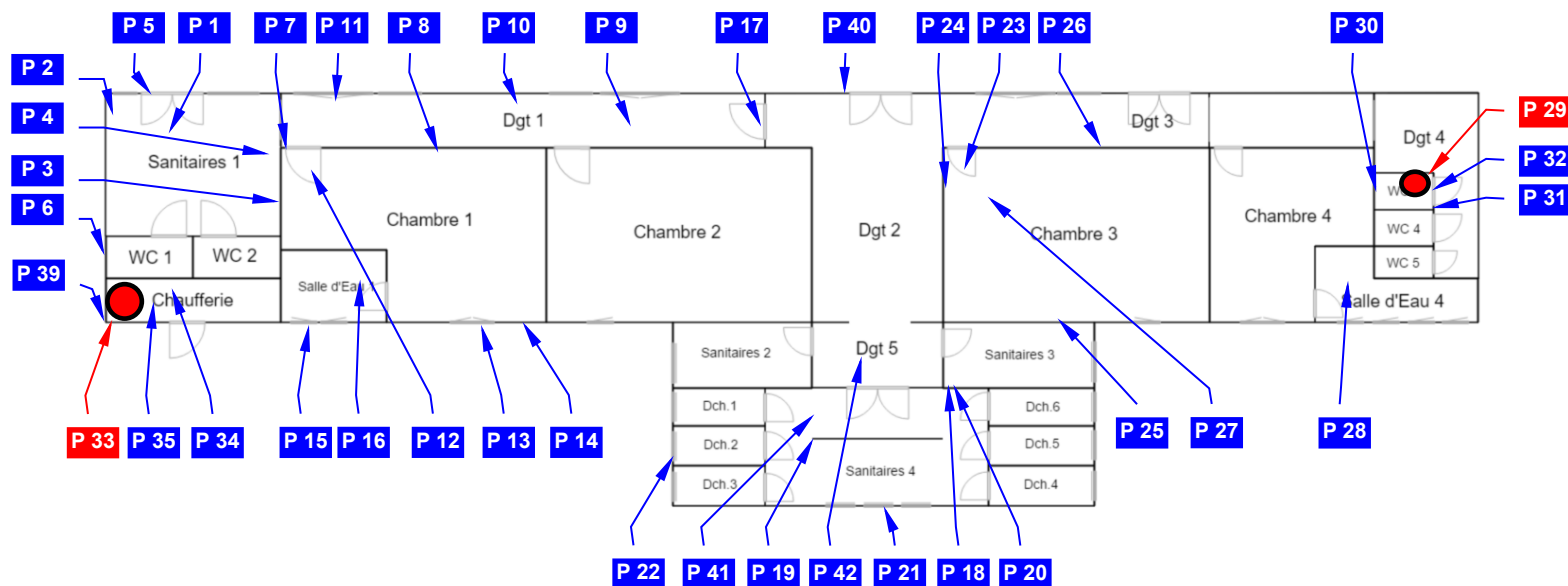 P 5 P 1 P 7 P 11 P 8 P 10 P 9 P 17 P 40 P 24 P 23 P 26 P 30
P 2
P 4
P 3
P 6
P 39
P 29
P 32
P 31
Dgt 1
Dgt 3
Dgt 4
Sanitaires 1
Chambre 1
Chambre 2
Dgt 2
Chambre 3
Chambre 4
WC 4
WC 1 WC 2
WC 5
Salle d'Eau
Chaufferie
Salle d'Eau 4
Sanitaires 2
Dgt 5
Sanitaires 3
Dch.1
Dch.6
Dch.2
Dch.5
Sanitaires 4
Dch.3
Dch.4
P 33 P 35 P 34 P 15 P 16 P 12 P 13 P 14
P 25 P 27 P 28
P 22 P 41 P 19 P 42 P 21 P 18 P 20